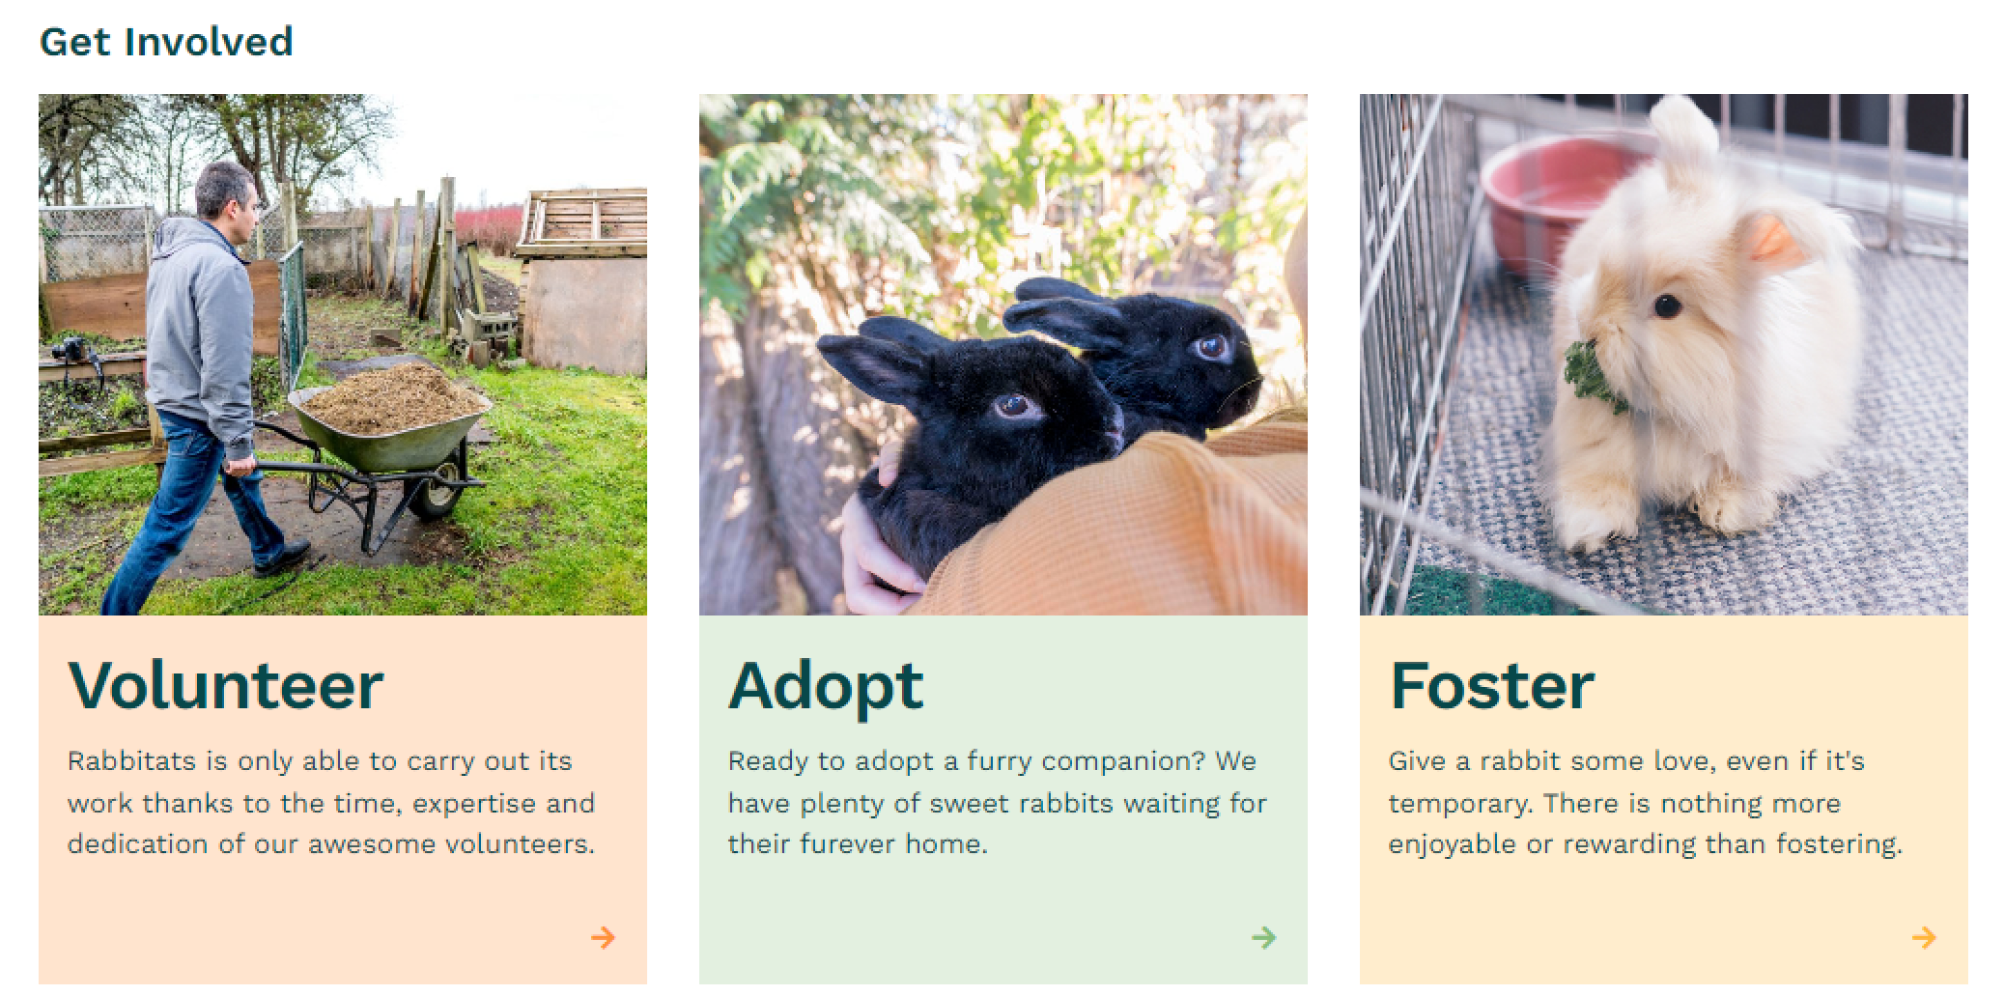 Get Involved
Volunteer
Rabbitats is only able to carry out its
work thanks to the time, expertise and
dedication of our awesome volunteers.
Adopt
Ready to adopt a furry companion? We
have plenty of sweet rabbits waiting for
their furever home.
Foster
Give a rabbit some love, even if it's
temporary. There is nothing more
enjoyable or rewarding than fostering.